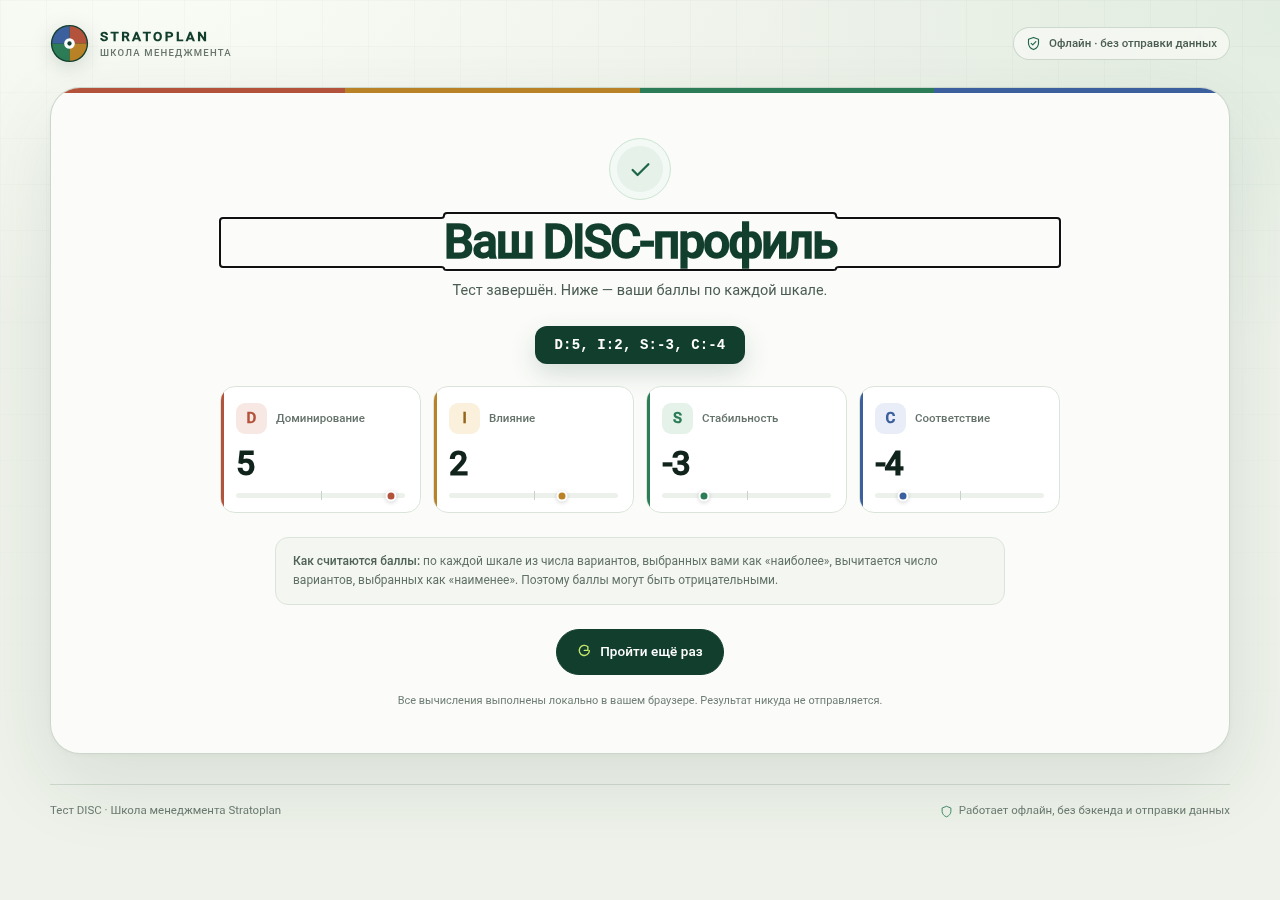 STRATOPLAN
ШКОЛА МЕНЕДЖМЕНТА
Офлайн · без отправки данных
Ваш DISC-профиль
Тест завершён. Ниже — ваши баллы по каждой шкале.
D:5, I:2, S:-3, C:-4
D Доминирование
5
I Влияние
2
S Стабильность
-3
C Соответствие
-4
Как считаются баллы: по каждой шкале из числа вариантов, выбранных вами как «наиболее», вычитается число
вариантов, выбранных как «наименее». Поэтому баллы могут быть отрицательными.
Пройти ещё раз
Все вычисления выполнены локально в вашем браузере. Результат никуда не отправляется.
Тест DISC · Школа менеджмента Stratoplan
Работает офлайн, без бэкенда и отправки данных